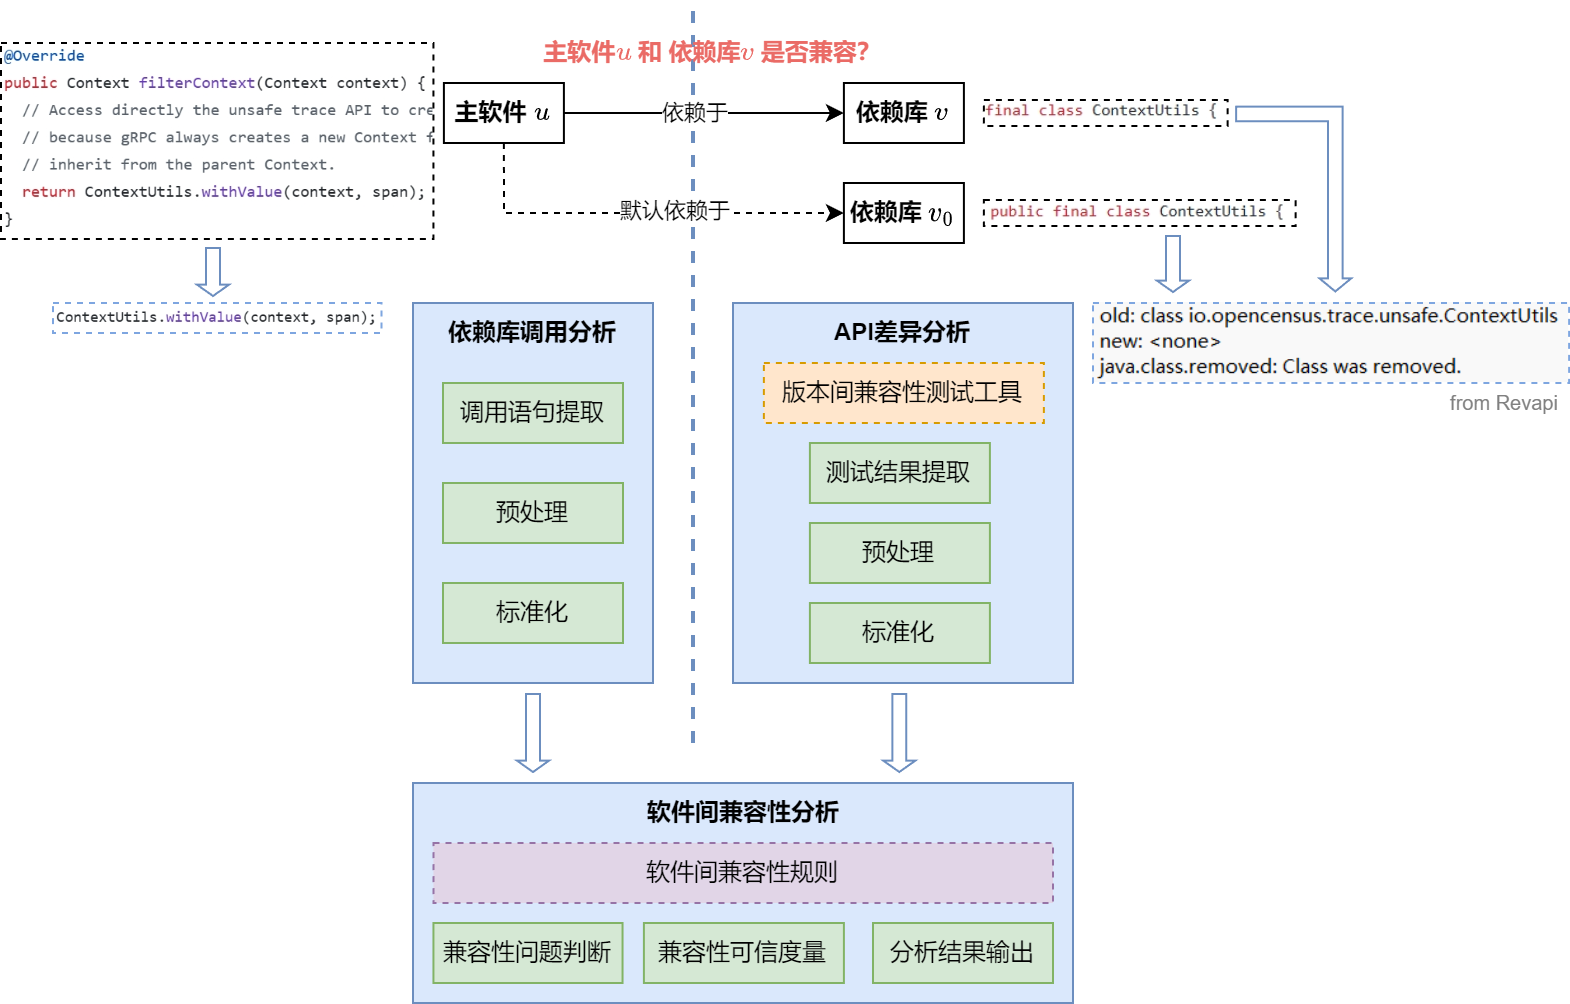 主软件u 和 依赖库v 是否兼容?
@Override
public Context filterContext(Context context) {
// Access directly the unsafe trace API to cre
// because gRPC always creates a new Context f
// inherit from the parent Context.
return ContextUtils.withValue(context, span);
}
主软件 u
依赖于
依赖库 v
final class ContextUtils {
默认依赖于
依赖库 v₀
public final class ContextUtils {
ContextUtils.withValue(context, span);
old: class io.opencensus.trace.unsafe.ContextUtils
new: <none>
java.class.removed: Class was removed.
from Revapi
依赖库调用分析
调用语句提取
预处理
标准化
API差异分析
版本间兼容性测试工具
测试结果提取
预处理
标准化
软件间兼容性分析
软件间兼容性规则
兼容性问题判断
兼容性可信度量
分析结果输出